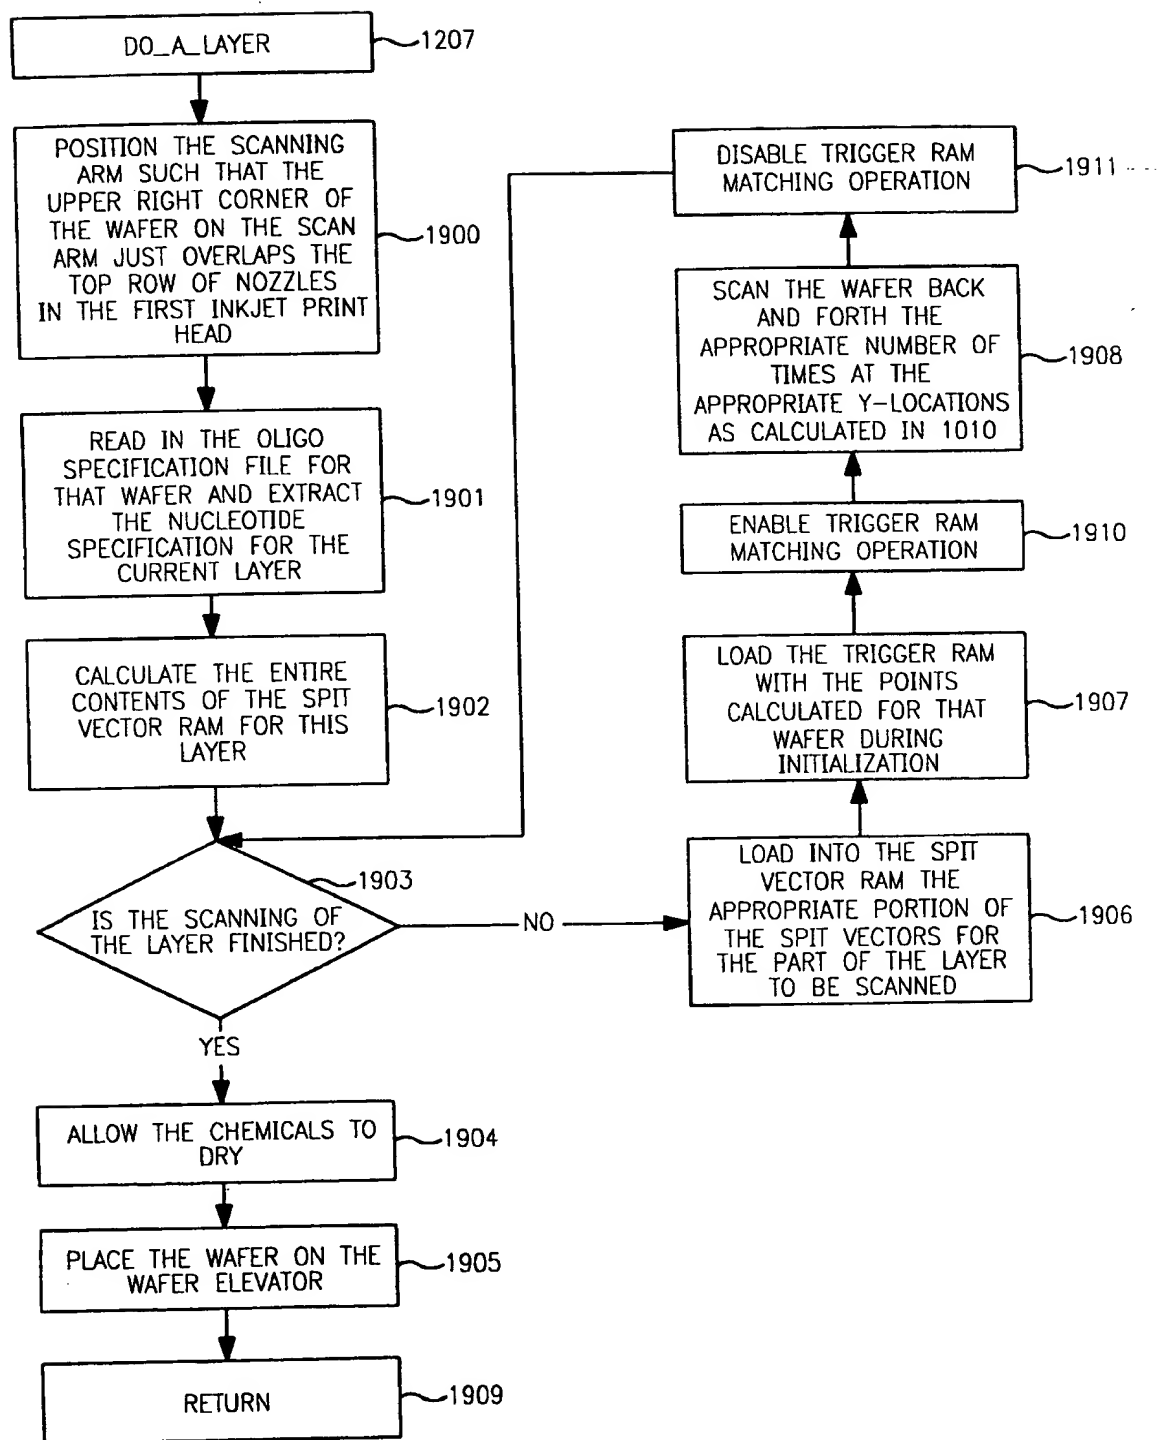 DO_A_LAYER
1207
POSITION THE SCANNING
ARM SUCH THAT THE
UPPER RIGHT CORNER OF
THE WAFER ON THE SCAN
ARM JUST OVERLAPS THE
TOP ROW OF NOZZLES
IN THE FIRST INKJET PRINT
HEAD
1900
READ IN THE OLIGO
SPECIFICATION FILE FOR
THAT WAFER AND EXTRACT
THE NUCLEOTIDE
SPECIFICATION FOR THE
CURRENT LAYER
1901
CALCULATE THE ENTIRE
CONTENTS OF THE SPIT
VECTOR RAM FOR THIS
LAYER
1902
1903
IS THE SCANNING OF
THE LAYER FINISHED?
NO
YES
ALLOW THE CHEMICALS TO
DRY
1904
PLACE THE WAFER ON THE
WAFER ELEVATOR
1905
RETURN
1909
DISABLE TRIGGER RAM
MATCHING OPERATION
1911
SCAN THE WAFER BACK
AND FORTH THE
APPROPRIATE NUMBER OF
TIMES AT THE
APPROPRIATE Y-LOCATIONS
AS CALCULATED IN 1010
1908
ENABLE TRIGGER RAM
MATCHING OPERATION
1910
LOAD THE TRIGGER RAM
WITH THE POINTS
CALCULATED FOR THAT
WAFER DURING
INITIALIZATION
1907
LOAD INTO THE SPIT
VECTOR RAM THE
APPROPRIATE PORTION OF
THE SPIT VECTORS FOR
THE PART OF THE LAYER
TO BE SCANNED
1906